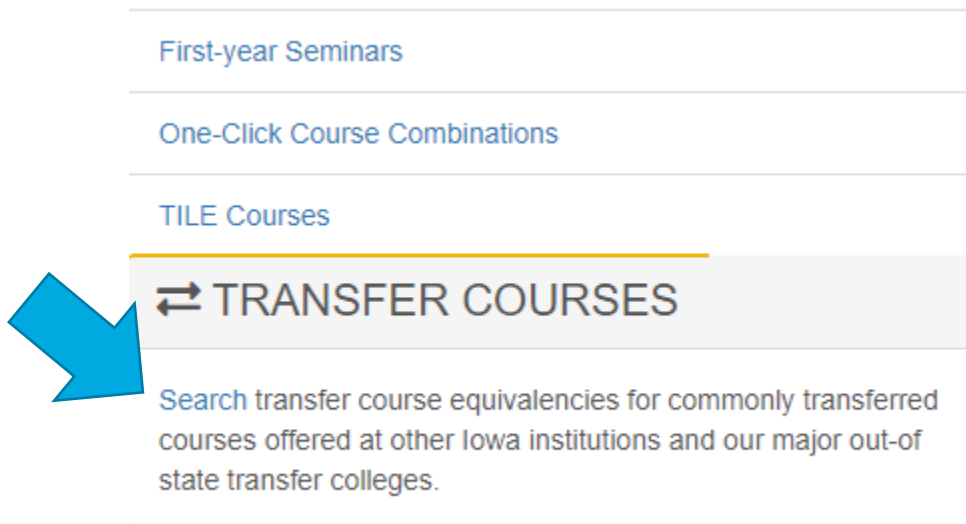 First-year Seminars
One-Click Course Combinations
TILE Courses
TRANSFER COURSES
Search transfer course equivalencies for commonly transferred
courses offered at other Iowa institutions and our major out-of
state transfer colleges.